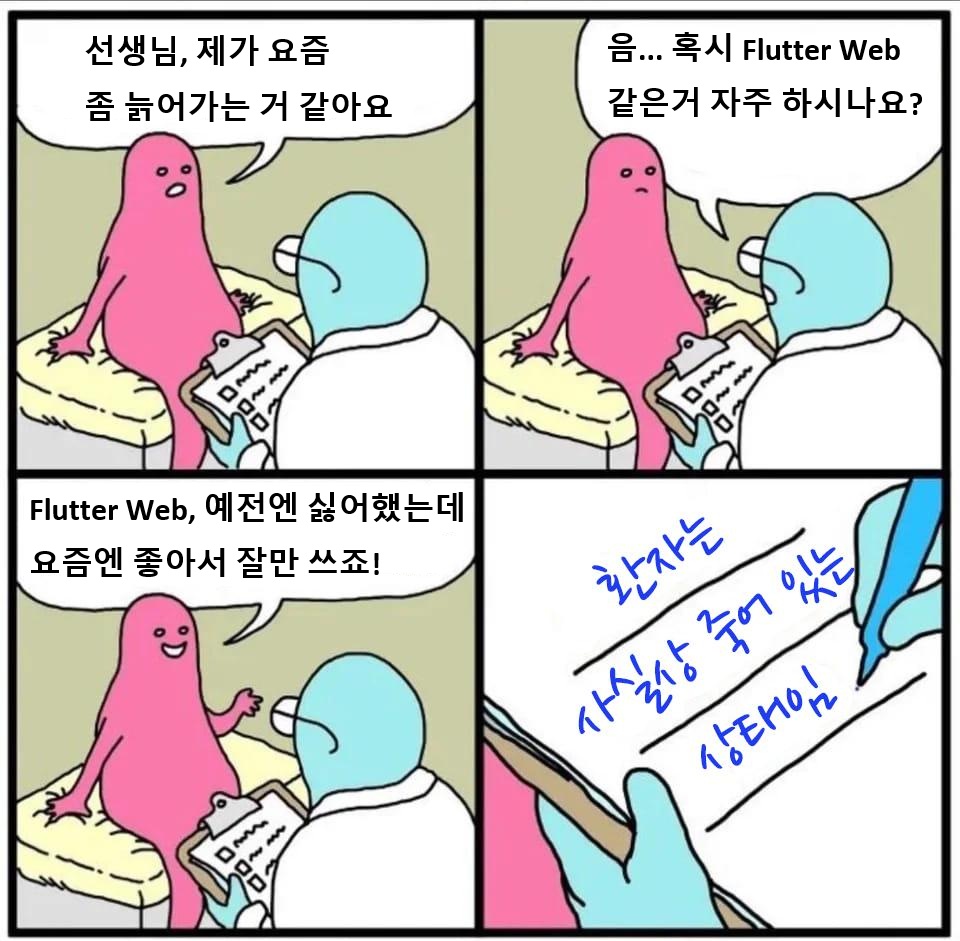 선생님, 제가 요즘
좀 늙어가는 거 같아요
음... 혹시 Flutter Web
같은거 자주 하시나요?
Flutter Web, 예전엔 싫어했는데
요즘엔 좋아서 잘만 쓰죠!
환자는
사실상 죽어 있는
상태임